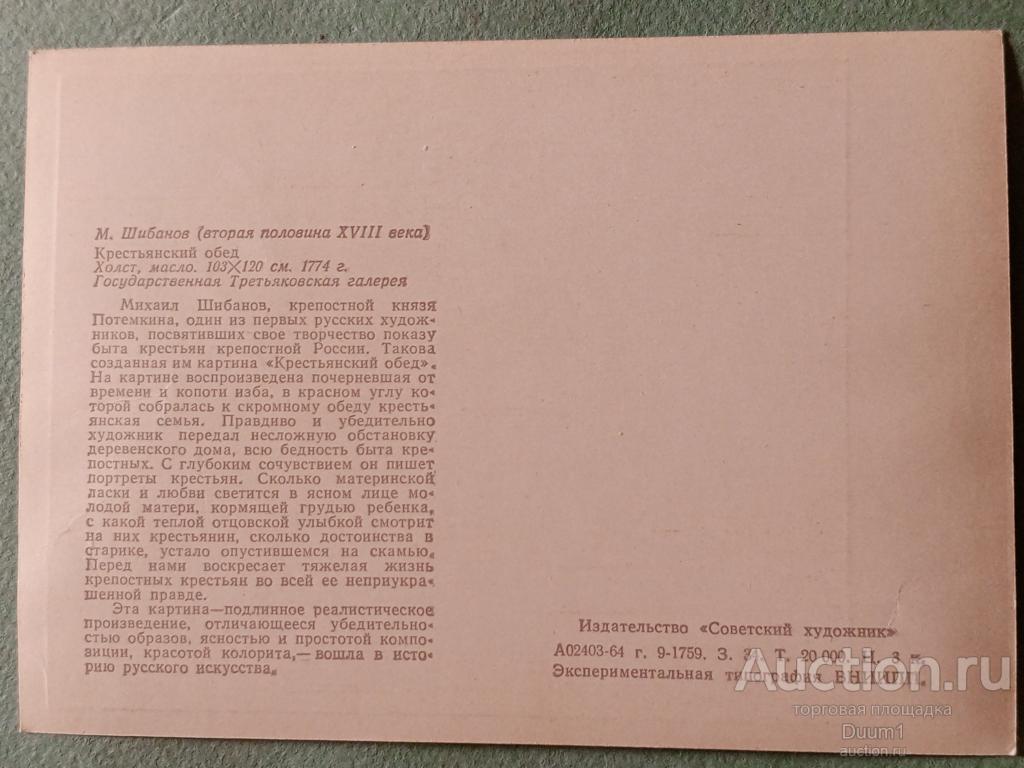 М. Шибанов (вторая половина XVIII века)
Крестьянский обед
Холст, масло. 103×120 см. 1774 г.
Государственная Третьяковская галерея
Михаил Шибанов, крепостной князя
Потемкина, один из первых русских худож-
ников, посвятивших свое творчество показу
быта крестьян крепостной России. Такова
созданная им картина «Крестьянский обед».
На картине воспроизведена почерневшая от
времени и копоти изба, в красном углу ко-
торой собралась к скромному обеду кресть-
янская семья. Правдиво и убедительно
художник передал несложную обстановку
деревенского дома, всю бедность быта кре-
постных. С глубоким сочувствием он пишет
портреты крестьян. Сколько материнской
ласки и любви светится в ясном лице мо-
лодой матери, кормящей грудью ребенка,
с какой теплой отцовской улыбкой смотрит
на них крестьянин, сколько достоинства в
старике, устало опустившемся на скамью.
Перед нами воскресает тяжелая жизнь
крепостных крестьян во всей ее неприукра-
шенной правде.
Эта картина—подлинное реалистическое
произведение, отличающееся убедительно-
стью образов, ясностью и простотой компо-
зиции, красотой колорита,— вошла в исто-
рию русского искусства.
Издательство «Советский художник»
А02403-64 г. 9-1759. З. Т. 20 000. Ц. 3 к.
Экспериментальная типография ВНИИПП.
Auction.ru
торговая площадка
Duum1
auction.ru